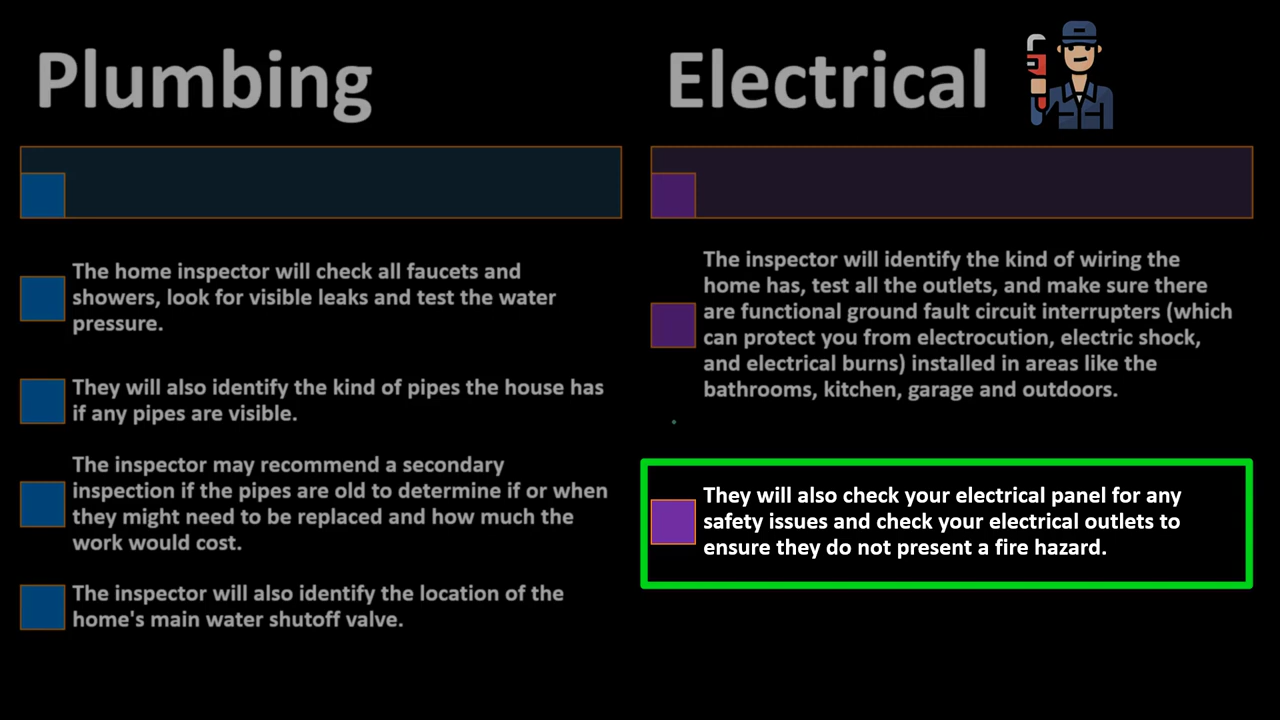 Plumbing
The home inspector will check all faucets and
showers, look for visible leaks and test the water
pressure.
They will also identify the kind of pipes the house has
if any pipes are visible.
The inspector may recommend a secondary
inspection if the pipes are old to determine if or when
they might need to be replaced and how much the
work would cost.
The inspector will also identify the location of the
home's main water shutoff valve.
Electrical
The inspector will identify the kind of wiring the
home has, test all the outlets, and make sure there
are functional ground fault circuit interrupters (which
can protect you from electrocution, electric shock,
and electrical burns) installed in areas like the
bathrooms, kitchen, garage and outdoors.
They will also check your electrical panel for any
safety issues and check your electrical outlets to
ensure they do not present a fire hazard.